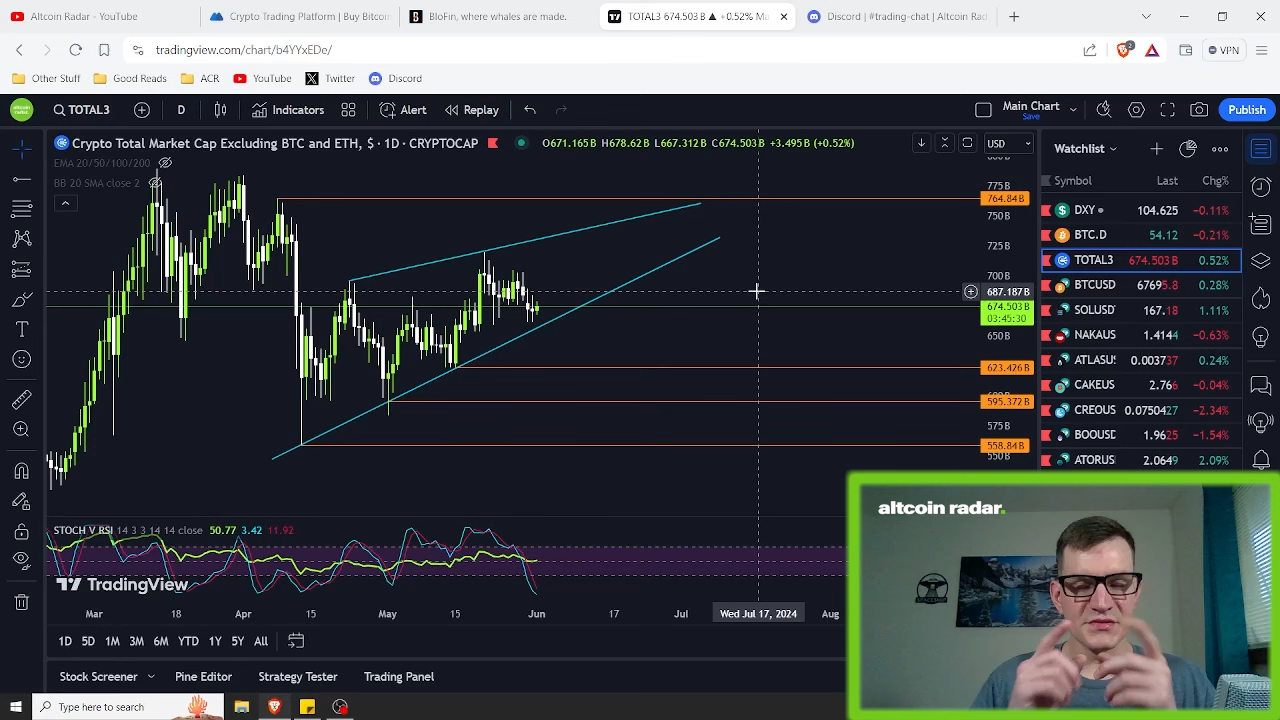 Altcoin Radar - YouTube
Crypto Trading Platform | Buy Bitcoin
BloFin, where whales are made.
TOTAL3 674.503 B ▲ +0.52% Ma
Discord | #trading-chat | Altcoin Rad
tradingview.com/chart/b4YYxEDe/
2
VPN
Other Stuff
Good Reads
ACR
YouTube
Twitter
Discord
altcoin radar
TOTAL3
D
Indicators
Alert
Replay
Main Chart
Save
Publish
Crypto Total Market Cap Excluding BTC and ETH, $ · 1D · CRYPTOCAP
O671.165 B H678.62 B L667.312 B C674.503 B +3.495 B (+0.52%)
USD
EMA 20/50/100/200
BB 20 SMA close 2
775 B
764.84 B
750 B
725 B
700 B
687.187 B
674.503 B
03:45:30
650 B
623.426 B
595.372 B
575 B
558.84 B
550 B
Watchlist
Symbol Last Chg%
DXY 104.625 −0.11%
BTC.D 54.12 −0.21%
TOTAL3 674.503 B 0.52%
BTCUSD 67695.8 0.28%
SOLUSD 167.18 1.11%
NAKAUS 1.4144 −0.63%
ATLASUS 0.003737 0.24%
CAKEUS 2.766 −0.04%
CREOUS 0.0750427 −2.34%
BOOUSD 1.9625 −1.54%
ATORUS 2.0649 2.09%
STOCH V RSI 14 3 3 14 14 close 50.77 3.42 11.92
TradingView
Mar 18 Apr 15 May 15 Jun 17 Jul Wed Jul 17, 2024 Aug
1D 5D 1M 3M 6M YTD 1Y 5Y All
Stock Screener
Pine Editor
Strategy Tester
Trading Panel
altcoin radar.
Type here to search